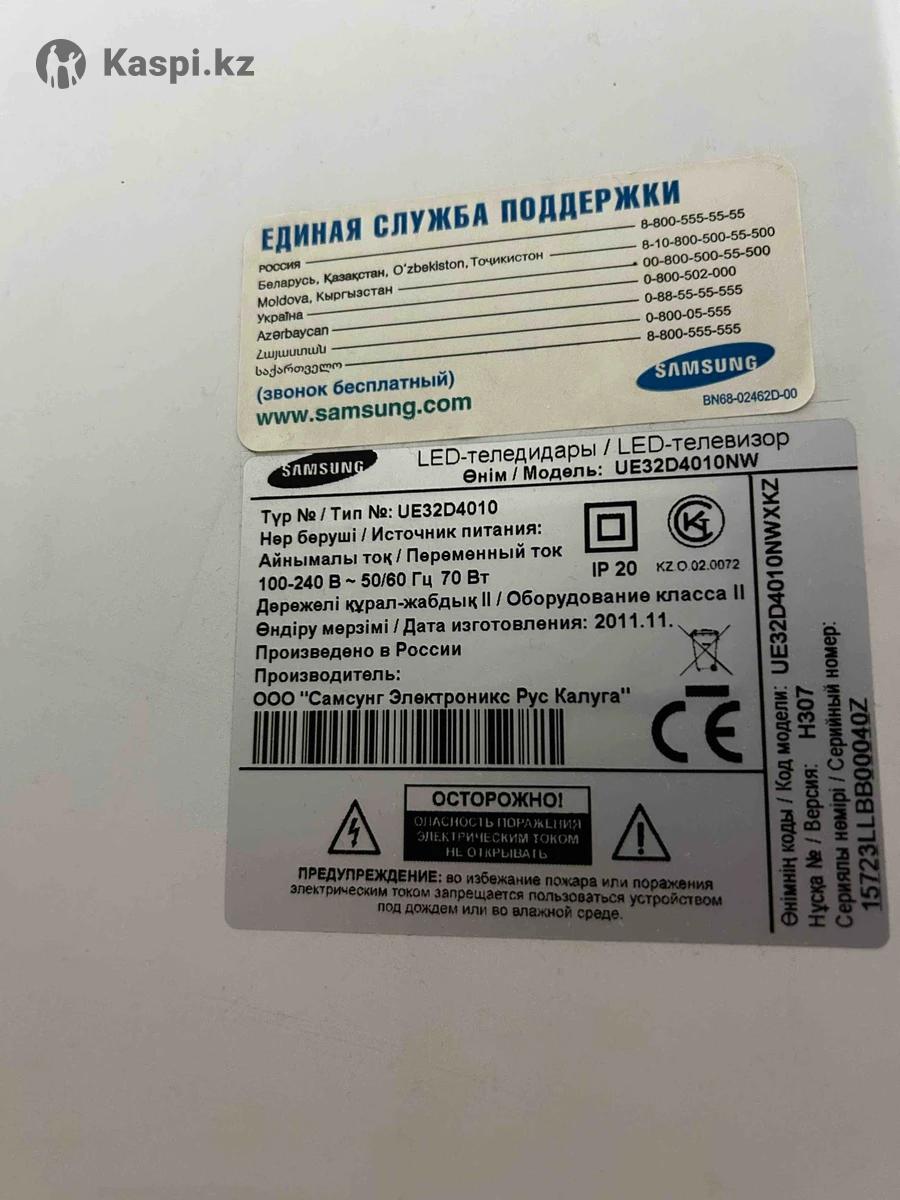 Kaspi.kz
ЕДИНАЯ СЛУЖБА ПОДДЕРЖКИ
РОССИЯ 8-800-555-55-55
Беларусь, Қазақстан, O'zbekiston, Тоҷикистон 8-10-800-500-55-500
Moldova, Кыргызстан 00-800-500-55-500
Україна 0-800-502-000
Azərbaycan 0-88-55-55-555
Հայաստան 0-800-05-555
საქართველო 8-800-555-555
(звонок бесплатный)
www.samsung.com
SAMSUNG
BN68-02462D-00
SAMSUNG
LED-теледидары / LED-телевизор
Өнім / Модель: UE32D4010NW
Түр № / Тип №: UE32D4010
Нәр беруші / Источник питания:
Айнымалы ток / Переменный ток
100-240 В ~ 50/60 Гц 70 Вт
IP 20
KZ O.02.0072
Дәрежелі құрал-жабдық II / Оборудование класса II
Өндіру мерзімі / Дата изготовления: 2011.11.
Произведено в России
Производитель:
ООО "Самсунг Электроникс Рус Калуга"
CE
ОСТОРОЖНО!
ОПАСНОСТЬ ПОРАЖЕНИЯ
ЭЛЕКТРИЧЕСКИМ ТОКОМ
НЕ ОТКРЫВАТЬ
ПРЕДУПРЕЖДЕНИЕ: во избежание пожара или поражения
электрическим током запрещается пользоваться устройством
под дождем или во влажной среде.
Өнімнің коды / Код модели: UE32D4010NWXKZ
Нұсқа № / Версия: H307
Сериялы нөмірі / Серийный номер:
15723LLBB00040Z